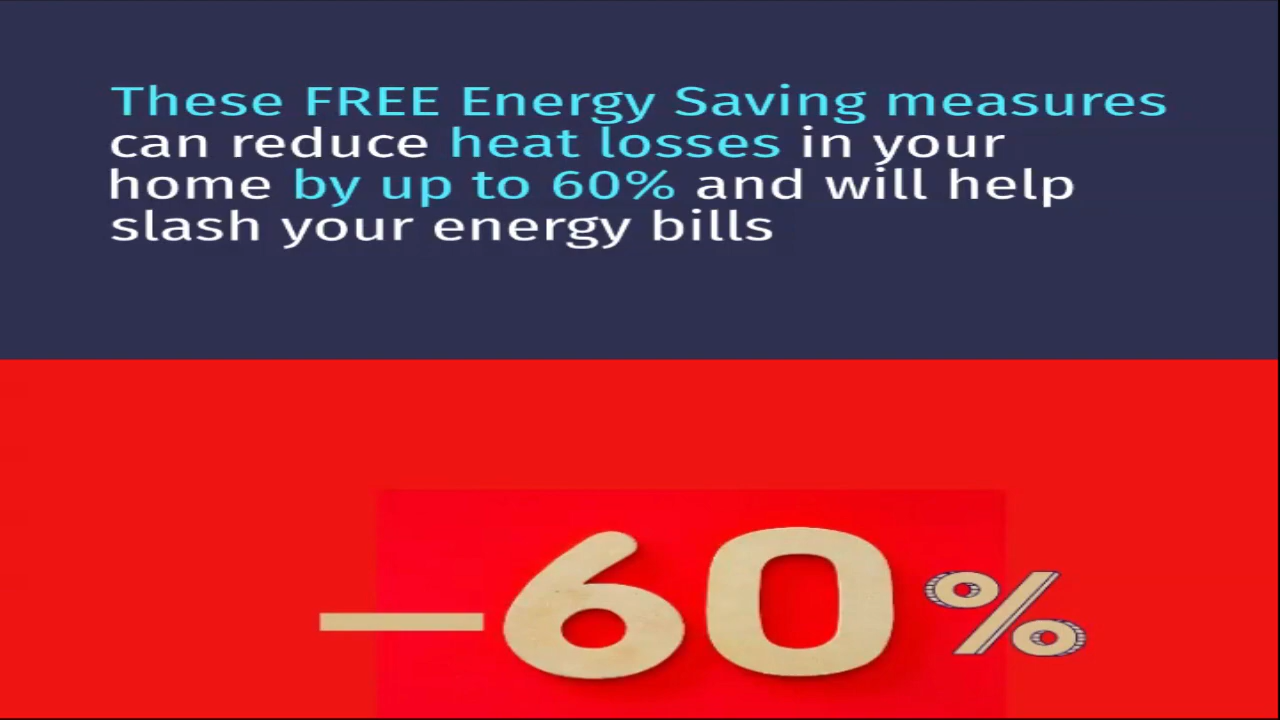 These FREE Energy Saving measures
can reduce heat losses in your
home by up to 60% and will help
slash your energy bills
–60%